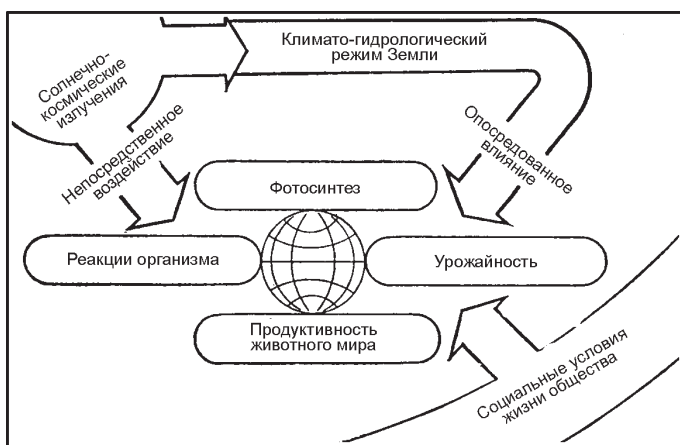 Солнечно-
космические
излучения
Климато-гидрологический
режим Земли
Непосредственное
воздействие
Опосредованное
влияние
Фотосинтез
Реакции организма
Урожайность
Продуктивность
животного мира
Социальные условия
жизни общества